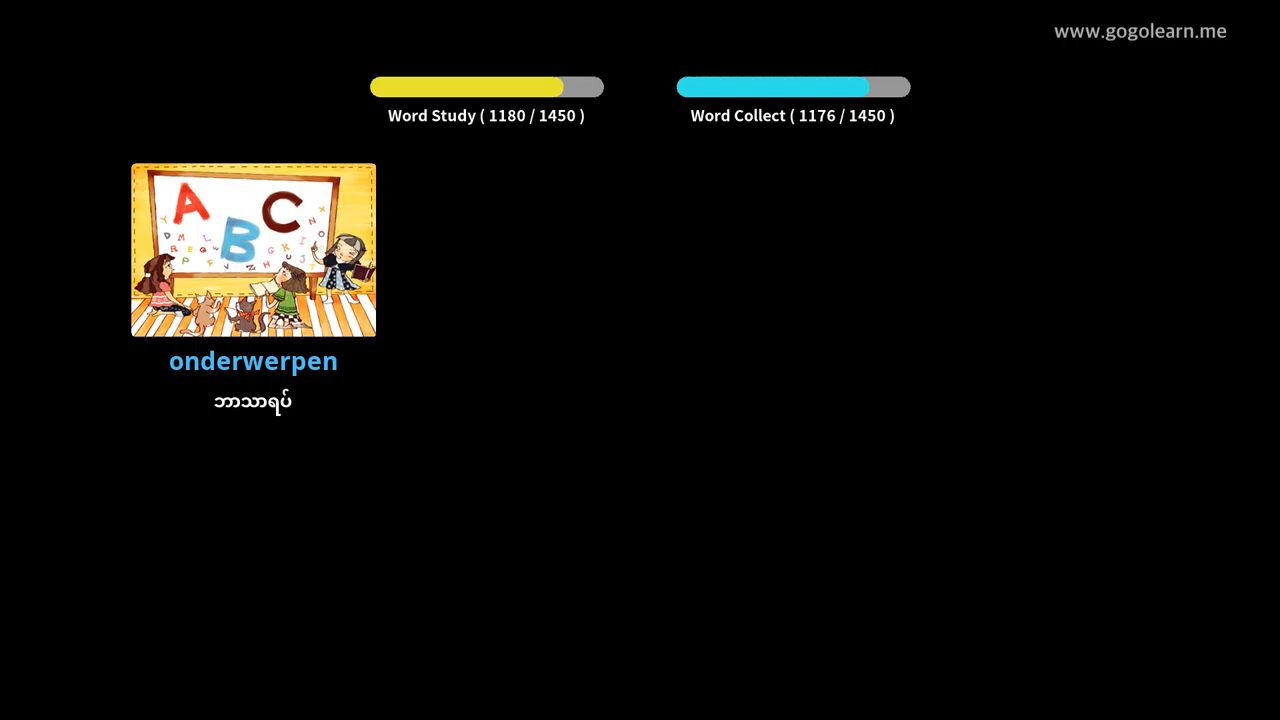 www.gogolearn.me
Word Study ( 1180 / 1450 )
Word Collect ( 1176 / 1450 )
A
B
C
onderwerpen
ဘာသာရပ်